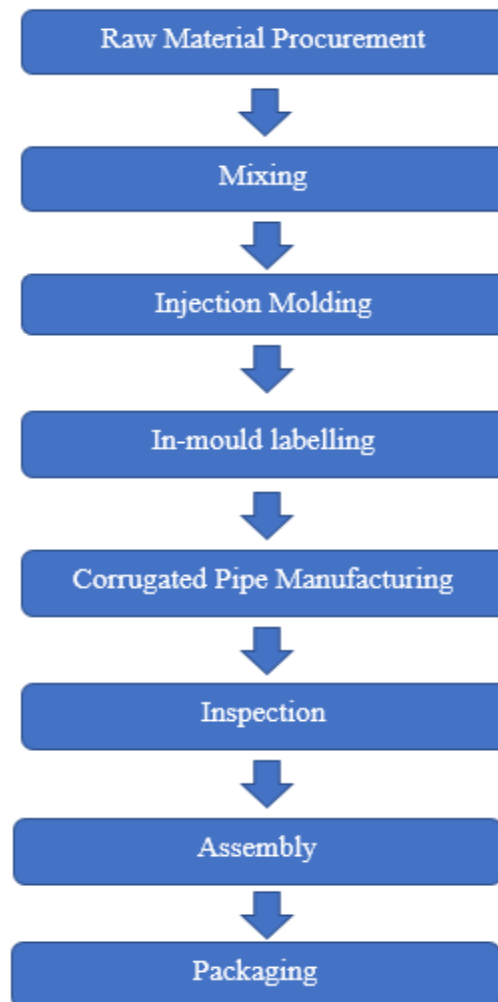 Raw Material Procurement
Mixing
Injection Molding
In-mould labelling
Corrugated Pipe Manufacturing
Inspection
Assembly
Packaging